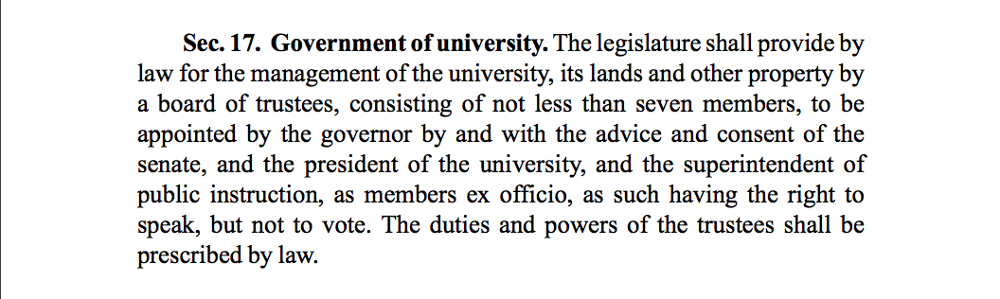 Sec. 17. Government of university. The legislature shall provide by
law for the management of the university, its lands and other property by
a board of trustees, consisting of not less than seven members, to be
appointed by the governor by and with the advice and consent of the
senate, and the president of the university, and the superintendent of
public instruction, as members ex officio, as such having the right to
speak, but not to vote. The duties and powers of the trustees shall be
prescribed by law.